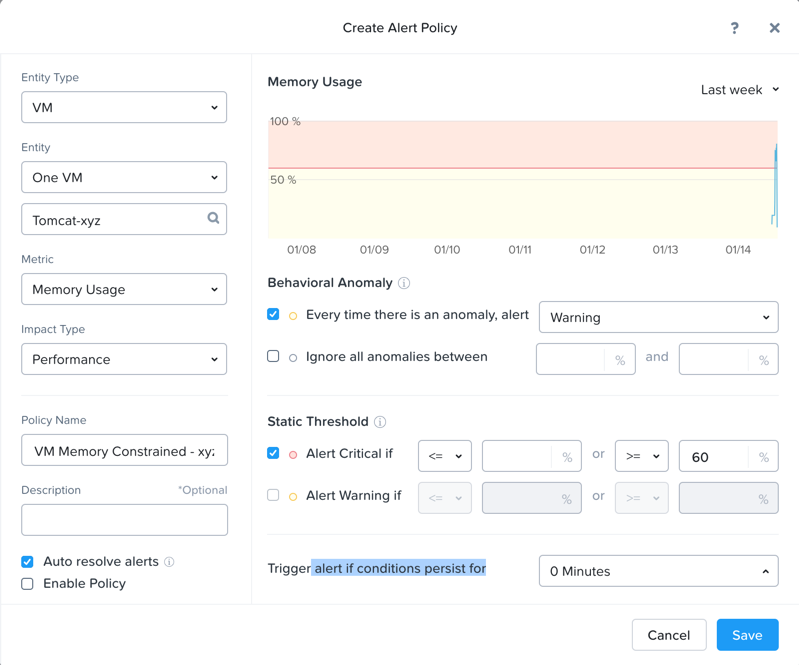 Create Alert Policy
?
Entity Type
VM
Entity
One VM
Tomcat-xyz
Metric
Memory Usage
Impact Type
Performance
Policy Name
VM Memory Constrained - xyz
Description *Optional
Auto resolve alerts
Enable Policy
Memory Usage
Last week
100 %
50 %
01/08 01/09 01/10 01/11 01/12 01/13 01/14
Behavioral Anomaly
Every time there is an anomaly, alert Warning
Ignore all anomalies between % and %
Static Threshold
Alert Critical if <= % or >= 60 %
Alert Warning if <= % or >= %
Trigger alert if conditions persist for 0 Minutes
Cancel Save